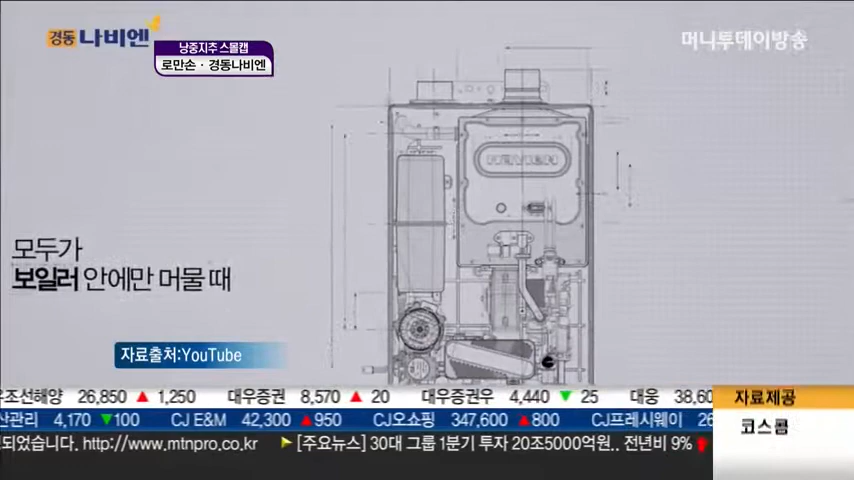 경동 나비엔
낭중지추 스몰캡
로만손 · 경동나비엔
머니투데이방송
NAVIEN
모두가
보일러 안에만 머물 때
자료출처:YouTube
우조선해양 26,850 ▲ 1,250 대우증권 8,570 ▲ 20 대우증권우 4,440 ▼ 25 대웅 38,60
산관리 4,170 ▼100 CJ E&M 42,300 ▲950 CJ오쇼핑 347,600 ▲800 CJ프레시웨이 26
되었습니다. http://www.mtnpro.co.kr ▶ [주요뉴스] 30대 그룹 1분기 투자 20조5000억원.. 전년비 9%
자료제공
코스콤